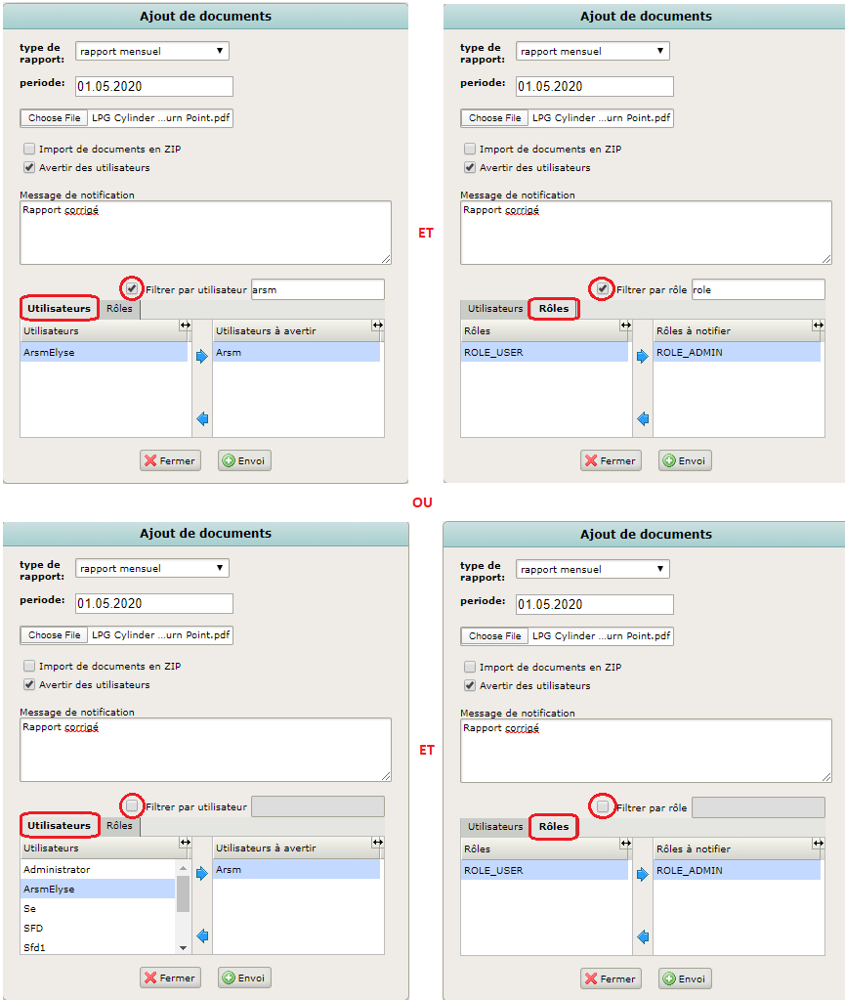 Ajout de documents
type de rapport: rapport mensuel
periode: 01.05.2020
Choose File LPG Cylinder ...urn Point.pdf
Import de documents en ZIP
Avertir des utilisateurs
Message de notification
Rapport corrigé
Filtrer par utilisateur arsm
Utilisateurs Rôles
Utilisateurs Utilisateurs à avertir
ArsmElyse Arsm
Fermer Envoi
ET
Ajout de documents
type de rapport: rapport mensuel
periode: 01.05.2020
Choose File LPG Cylinder ...urn Point.pdf
Import de documents en ZIP
Avertir des utilisateurs
Message de notification
Rapport corrigé
Filtrer par rôle role
Utilisateurs Rôles
Rôles Rôles à notifier
ROLE_USER ROLE_ADMIN
Fermer Envoi
OU
Ajout de documents
type de rapport: rapport mensuel
periode: 01.05.2020
Choose File LPG Cylinder ...urn Point.pdf
Import de documents en ZIP
Avertir des utilisateurs
Message de notification
Rapport corrigé
Filtrer par utilisateur
Utilisateurs Rôles
Utilisateurs Utilisateurs à avertir
Administrator Arsm
ArsmElyse
Se
SFD
Sfd1
Fermer Envoi
ET
Ajout de documents
type de rapport: rapport mensuel
periode: 01.05.2020
Choose File LPG Cylinder ...urn Point.pdf
Import de documents en ZIP
Avertir des utilisateurs
Message de notification
Rapport corrigé
Filtrer par rôle
Utilisateurs Rôles
Rôles Rôles à notifier
ROLE_USER ROLE_ADMIN
Fermer Envoi